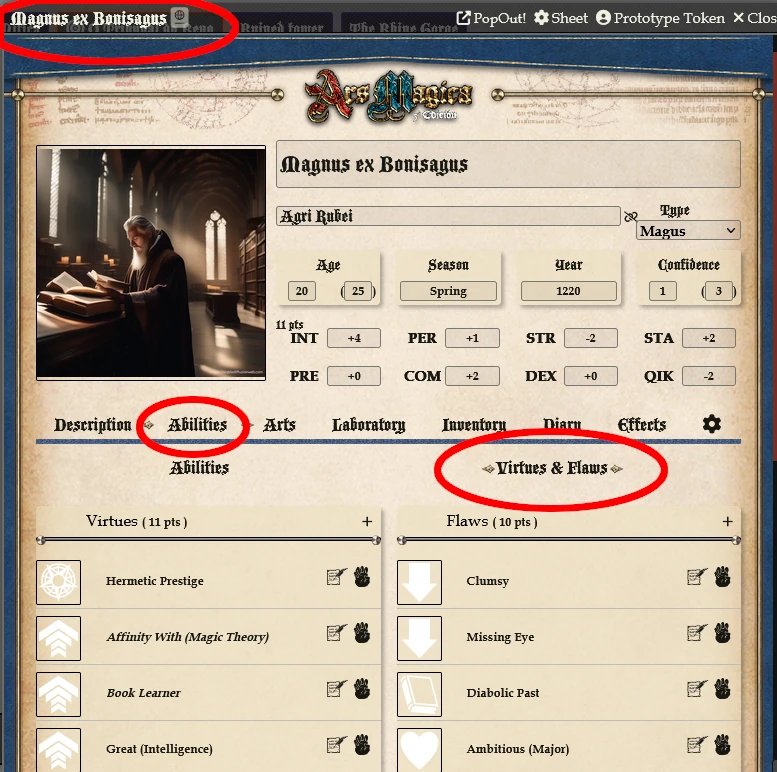 Magnus ex Bonisagus
Ruined tower
The Rhine Gorge
PopOut! Sheet Prototype Token Clos
Ars Magica
5ª Edición
Magnus ex Bonisagus
Agri Rubei
Type
Magus
Age Season Year Confidence
20 ( 25 ) Spring 1220 1 ( 3 )
11 pts
INT +4 PER +1 STR -2 STA +2
PRE +0 COM +2 DEX +0 QIK -2
Description Abilities Arts Laboratory Inventory Diary Effects
Abilities Virtues & Flaws
Virtues ( 11 pts ) +
Flaws ( 10 pts ) +
Hermetic Prestige
Clumsy
Affinity With (Magic Theory)
Missing Eye
Book Learner
Diabolic Past
Great (Intelligence)
Ambitious (Major)